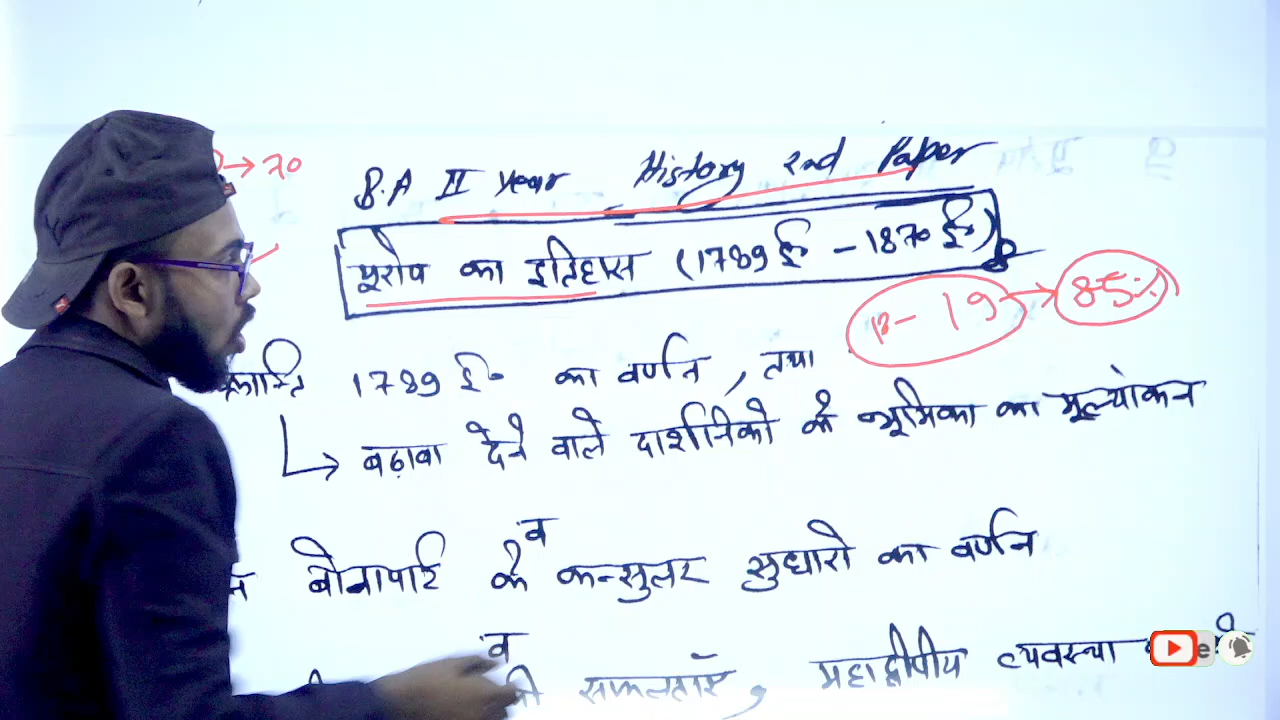 → 70
B.A II Year History 2nd Paper
यूरोप का इतिहास (1789 ई० - 1870 ई०)
19 → 85%
क्रान्ति 1789 ई० का वर्णन, तथा
↳ बढ़ावा देने वाले दार्शनिको के भूमिका का मूल्यांकन
बोनापार्ट के व कन्सुलर सुधारो का वर्णन
व सफलताएँ, महाद्वीपीय व्यवस्था